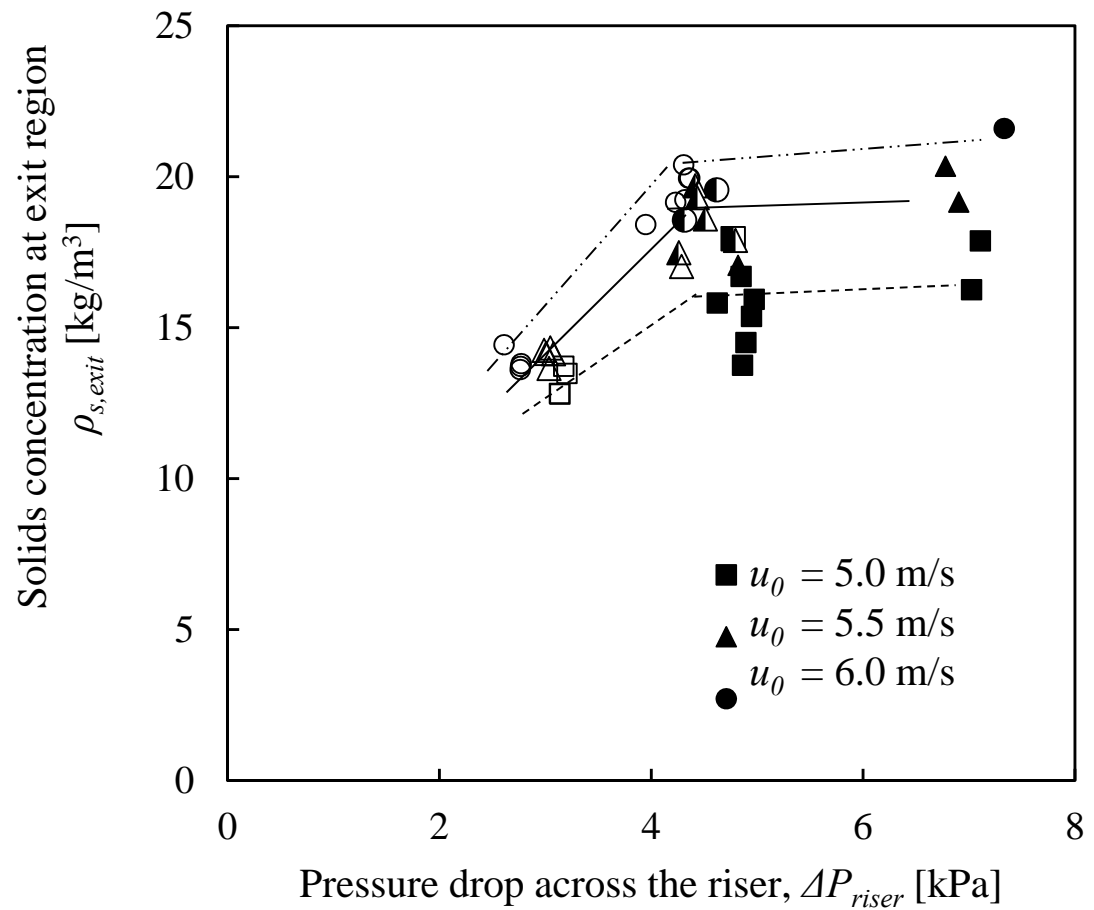 Solids concentration at exit region
ρs,exit [kg/m³]
25
20
15
10
5
0
u0 = 5.0 m/s
u0 = 5.5 m/s
u0 = 6.0 m/s
0 2 4 6 8
Pressure drop across the riser, ΔPriser [kPa]